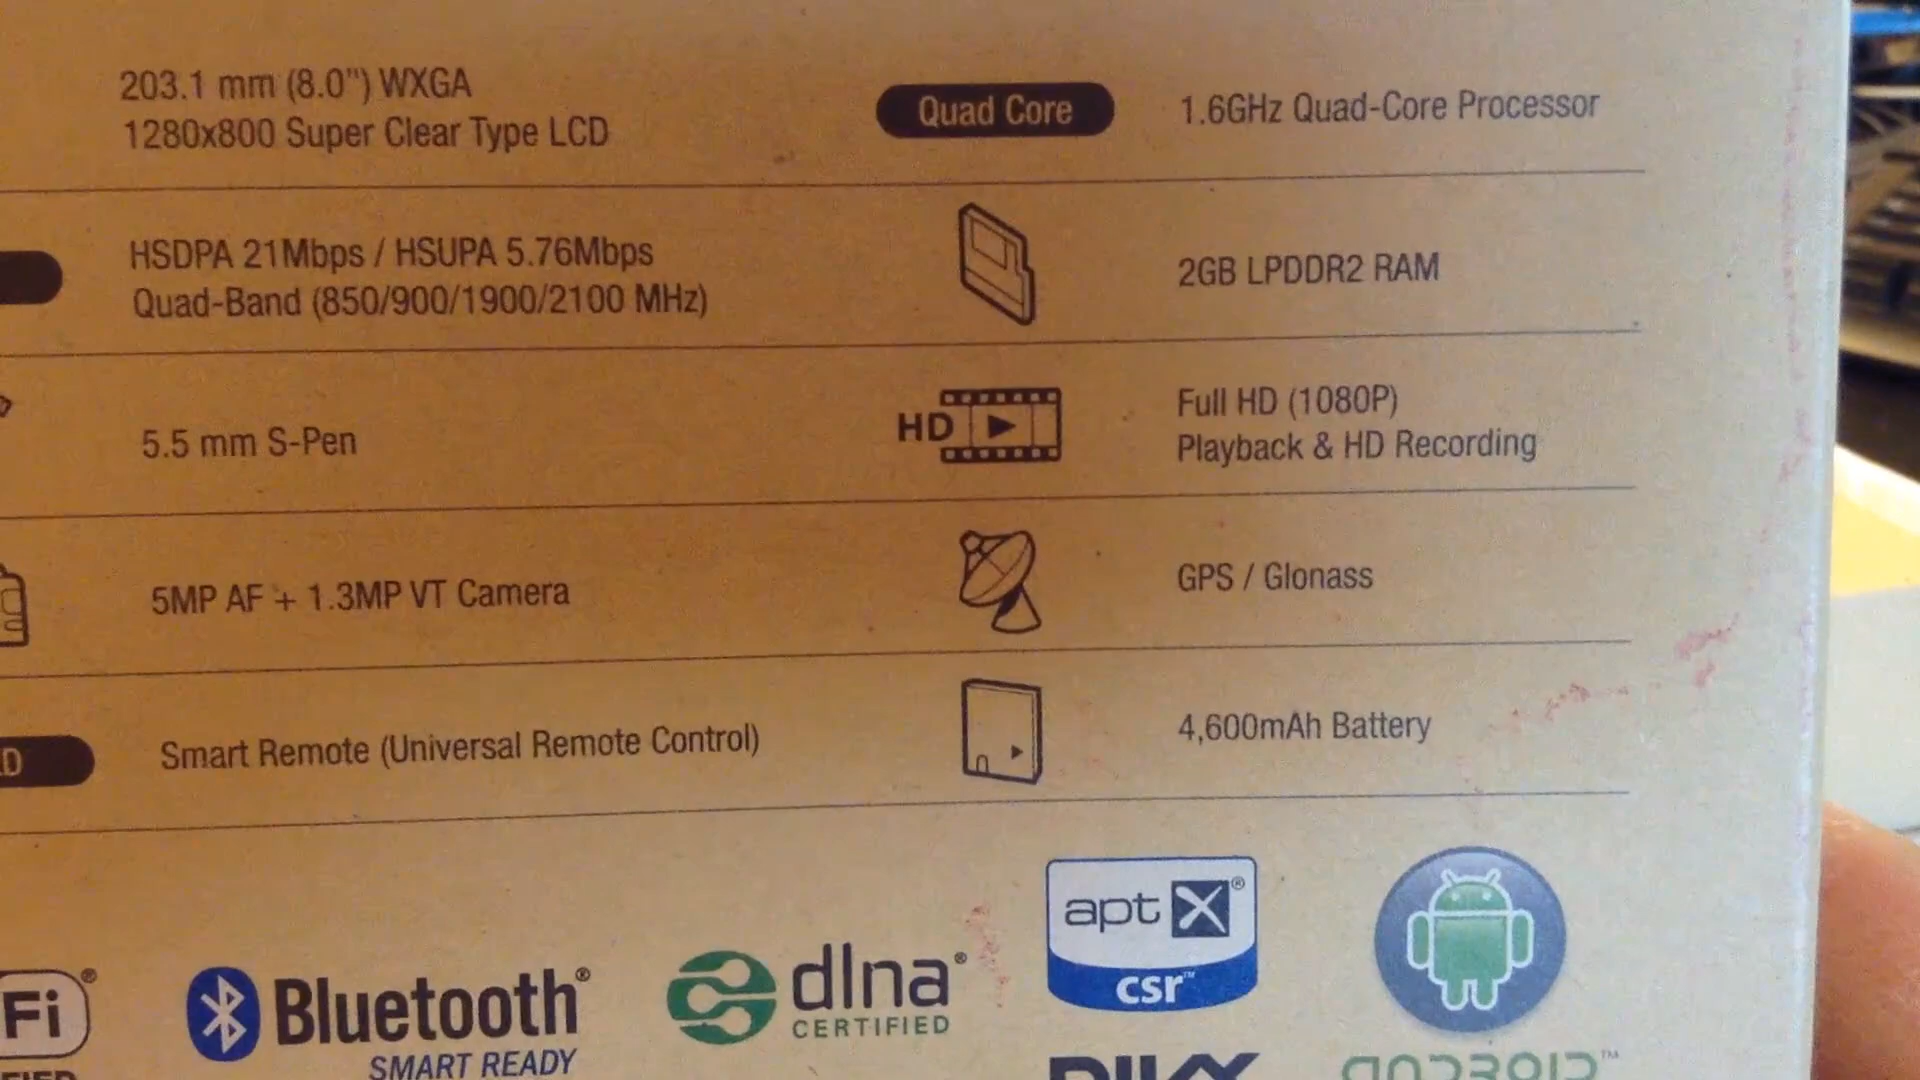 203.1 mm (8.0") WXGA
1280x800 Super Clear Type LCD
Quad Core
1.6GHz Quad-Core Processor
HSDPA 21Mbps / HSUPA 5.76Mbps
Quad-Band (850/900/1900/2100 MHz)
2GB LPDDR2 RAM
5.5 mm S-Pen
HD
Full HD (1080P)
Playback & HD Recording
5MP AF + 1.3MP VT Camera
GPS / Glonass
Smart Remote (Universal Remote Control)
4,600mAh Battery
Fi®
Bluetooth®
SMART READY
dlna®
CERTIFIED
aptX®
csr™
DIVX
ANDROID™